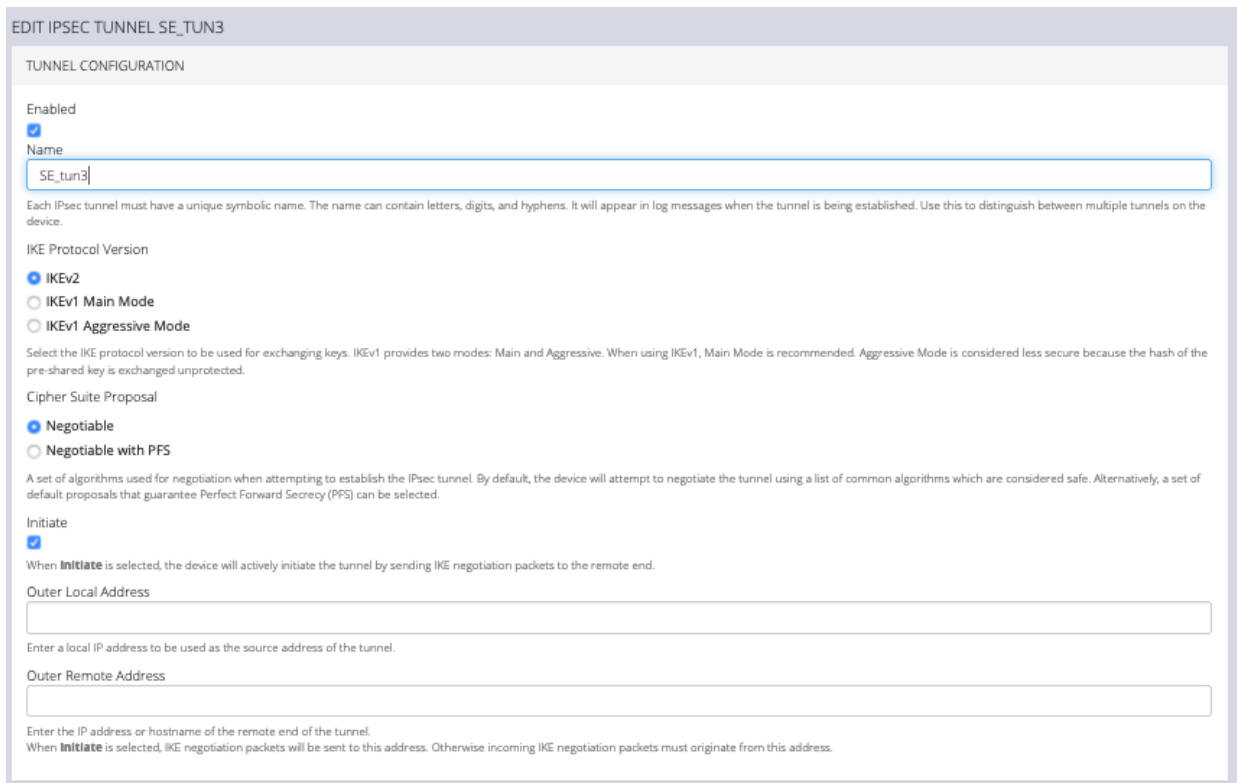 EDIT IPSEC TUNNEL SE_TUN3
TUNNEL CONFIGURATION
Enabled
Name
SE_tun3
Each IPsec tunnel must have a unique symbolic name. The name can contain letters, digits, and hyphens. It will appear in log messages when the tunnel is being established. Use this to distinguish between multiple tunnels on the
device.
IKE Protocol Version
IKEv2
IKEv1 Main Mode
IKEv1 Aggressive Mode
Select the IKE protocol version to be used for exchanging keys. IKEv1 provides two modes: Main and Aggressive. When using IKEv1, Main Mode is recommended. Aggressive Mode is considered less secure because the hash of the
pre-shared key is exchanged unprotected.
Cipher Suite Proposal
Negotiable
Negotiable with PFS
A set of algorithms used for negotiation when attempting to establish the IPsec tunnel. By default, the device will attempt to negotiate the tunnel using a list of common algorithms which are considered safe. Alternatively, a set of
default proposals that guarantee Perfect Forward Secrecy (PFS) can be selected.
Initiate
When Initiate is selected, the device will actively initiate the tunnel by sending IKE negotiation packets to the remote end.
Outer Local Address
Enter a local IP address to be used as the source address of the tunnel.
Outer Remote Address
Enter the IP address or hostname of the remote end of the tunnel.
When Initiate is selected, IKE negotiation packets will be sent to this address. Otherwise incoming IKE negotiation packets must originate from this address.